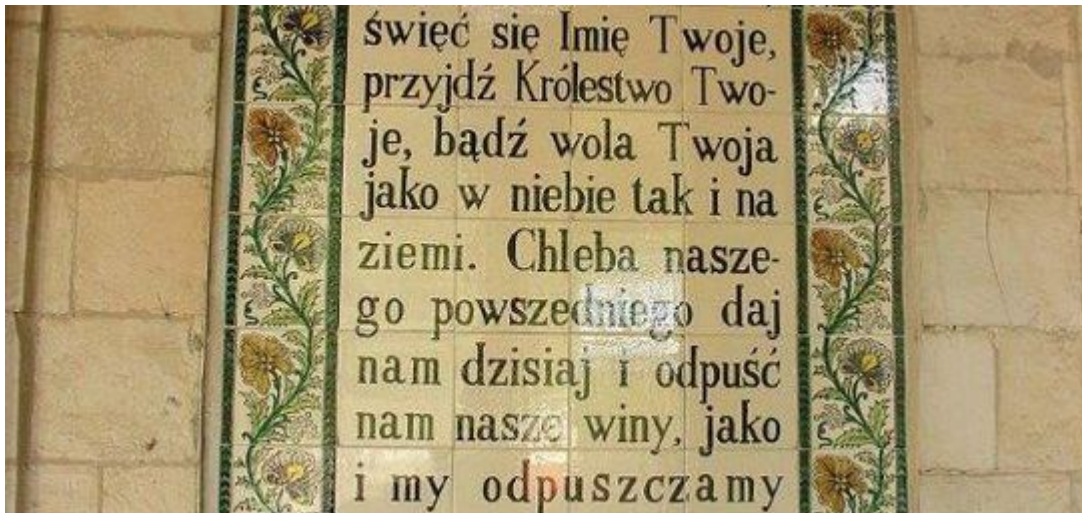 święć się Imię Twoje,
przyjdź Królestwo Two-
je, bądź wola Twoja
jako w niebie tak i na
ziemi. Chleba nasze-
go powszedniego daj
nam dzisiaj i odpuść
nam nasze winy, jako
i my odpuszczamy